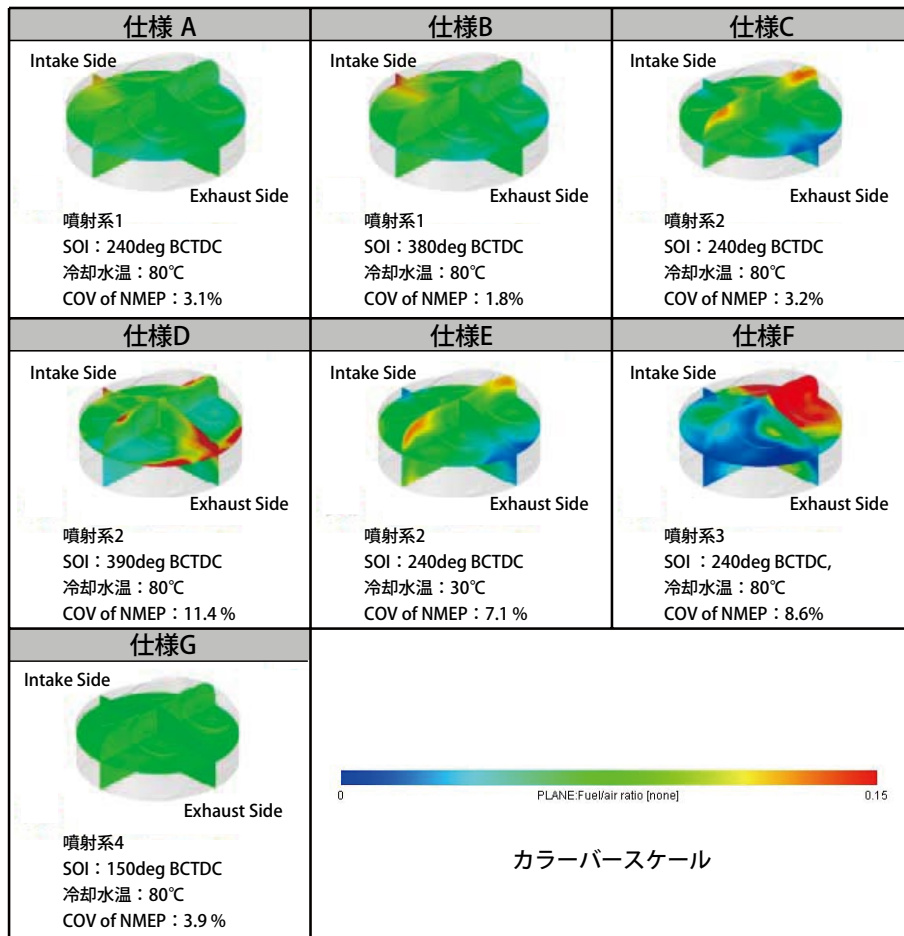 仕様 A
Intake Side
Exhaust Side
噴射系1
SOI：240deg BCTDC
冷却水温：80℃
COV of NMEP：3.1%
仕様B
Intake Side
Exhaust Side
噴射系1
SOI：380deg BCTDC
冷却水温：80℃
COV of NMEP：1.8%
仕様C
Intake Side
Exhaust Side
噴射系2
SOI：240deg BCTDC
冷却水温：80℃
COV of NMEP：3.2%
仕様D
Intake Side
Exhaust Side
噴射系2
SOI：390deg BCTDC
冷却水温：80℃
COV of NMEP：11.4 %
仕様E
Intake Side
Exhaust Side
噴射系2
SOI：240deg BCTDC
冷却水温：30℃
COV of NMEP：7.1 %
仕様F
Intake Side
Exhaust Side
噴射系3
SOI ：240deg BCTDC,
冷却水温：80℃
COV of NMEP：8.6%
仕様G
Intake Side
Exhaust Side
噴射系4
SOI：150deg BCTDC
冷却水温：80℃
COV of NMEP：3.9 %
0 PLANE:Fuel/air ratio [none] 0.15
カラーバースケール